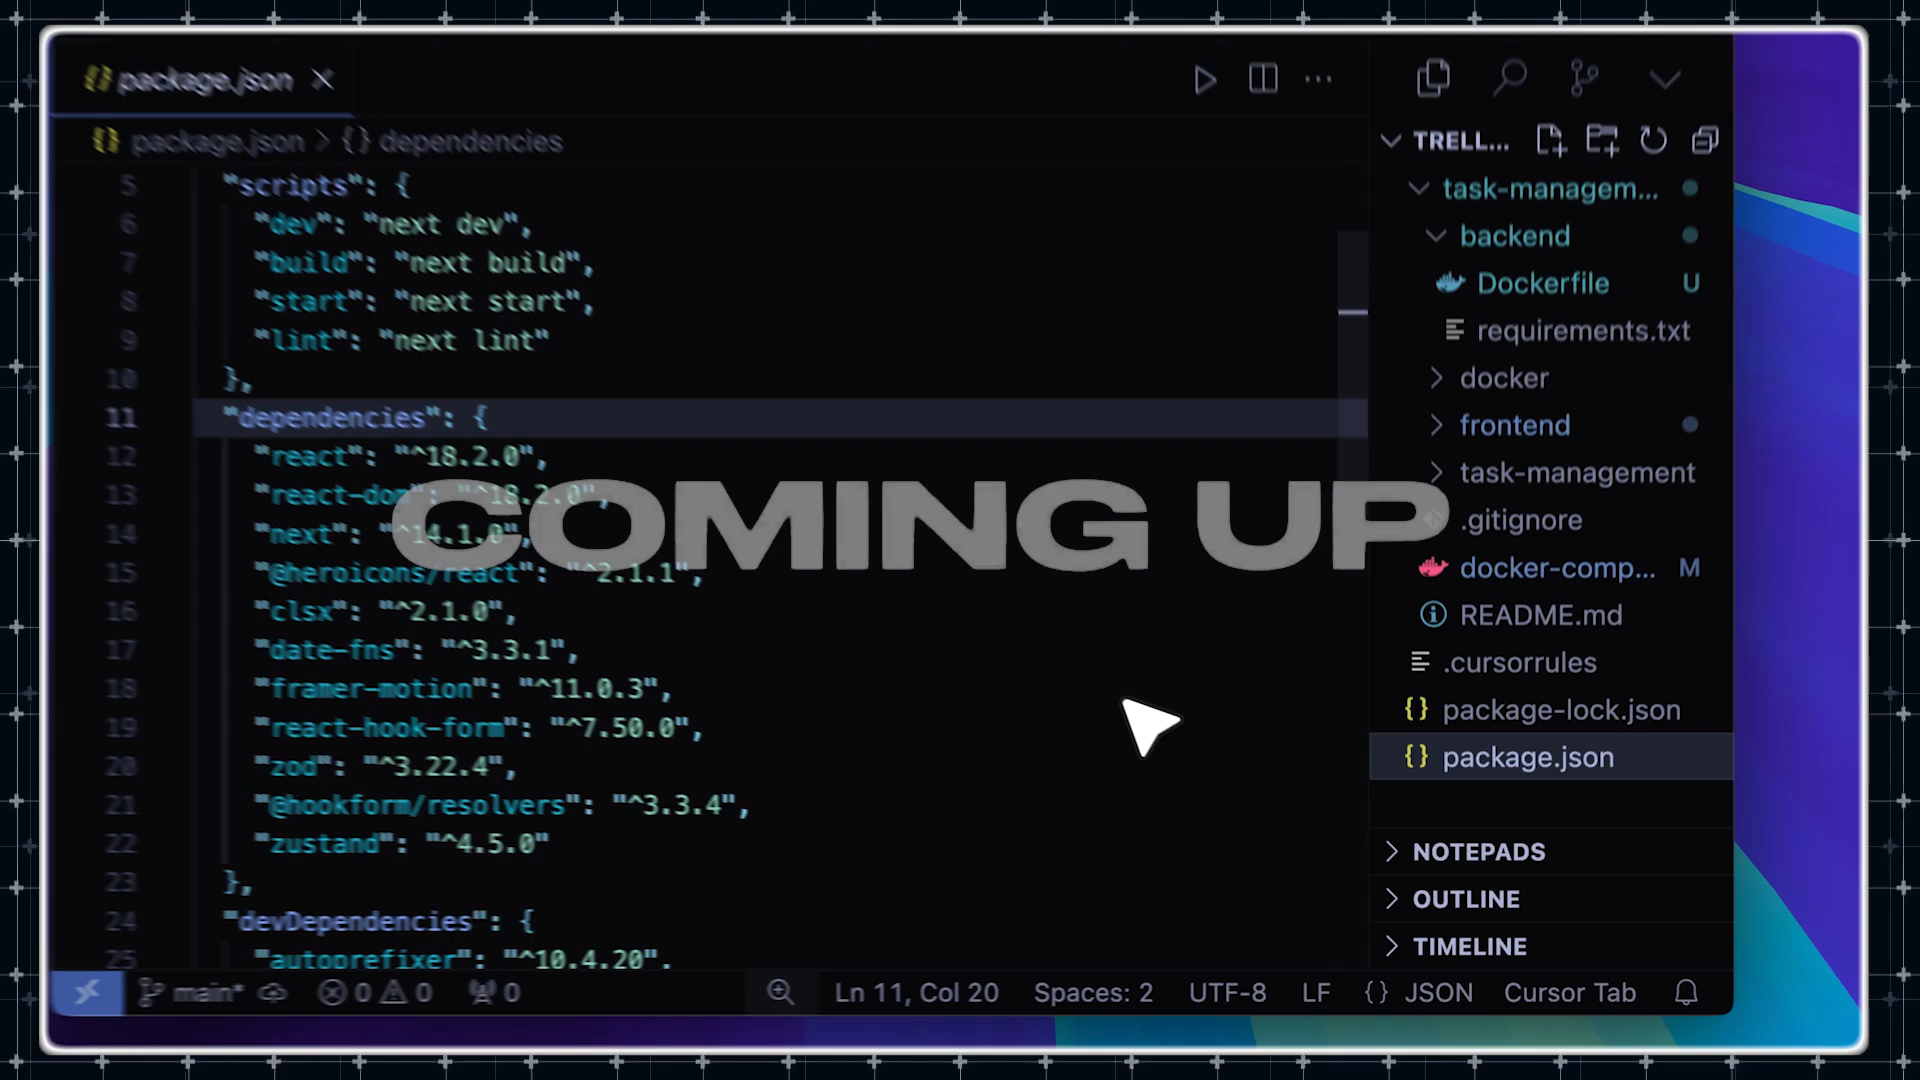 {} package.json
{} package.json > {} dependencies
5 "scripts": {
6 "dev": "next dev",
7 "build": "next build",
8 "start": "next start",
9 "lint": "next lint"
10 },
11 "dependencies": {
12 "react": "^18.2.0",
13 "react-dom": "^18.2.0",
14 "next": "^14.1.0",
15 "@heroicons/react": "^2.1.1",
16 "clsx": "^2.1.0",
17 "date-fns": "^3.3.1",
18 "framer-motion": "^11.0.3",
19 "react-hook-form": "^7.50.0",
20 "zod": "^3.22.4",
21 "@hookform/resolvers": "^3.3.4",
22 "zustand": "^4.5.0"
23 },
24 "devDependencies": {
25 "autoprefixer": "^10.4.20",
COMING UP
TRELL...
task-managem...
backend
Dockerfile U
requirements.txt
docker
frontend
task-management
.gitignore
docker-comp... M
README.md
.cursorrules
{} package-lock.json
{} package.json
NOTEPADS
OUTLINE
TIMELINE
main* 0 0 0 Ln 11, Col 20 Spaces: 2 UTF-8 LF {} JSON Cursor Tab